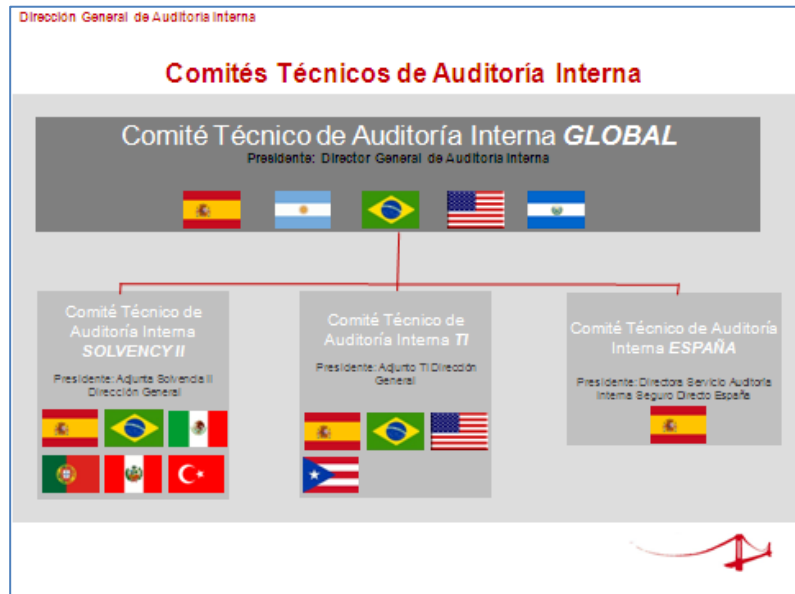 Dirección General de Auditoria Interna
Comités Técnicos de Auditoría Interna
Comité Técnico de Auditoría Interna GLOBAL
Presidente: Director General de Auditoria Interna
Comité Técnico de
Auditoría Interna
SOLVENCY II
Presidente: Adjunta Solvencia II
Dirección General
Comité Técnico de
Auditoría Interna TI
Presidente: Adjunto TI Dirección
General
Comité Técnico de Auditoría
Interna ESPAÑA
Presidente: Directora Servicio Auditoría
Interna Seguro Directo España